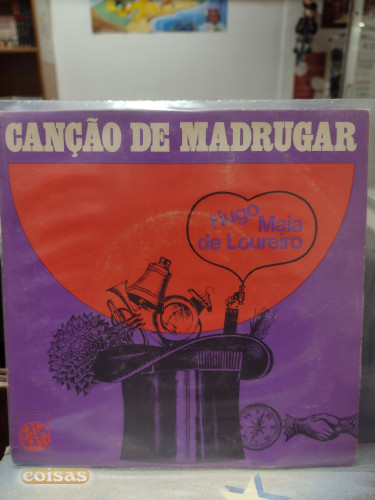 CANÇÃO DE MADRUGAR
Hugo
Maia
de Loureiro
coisas